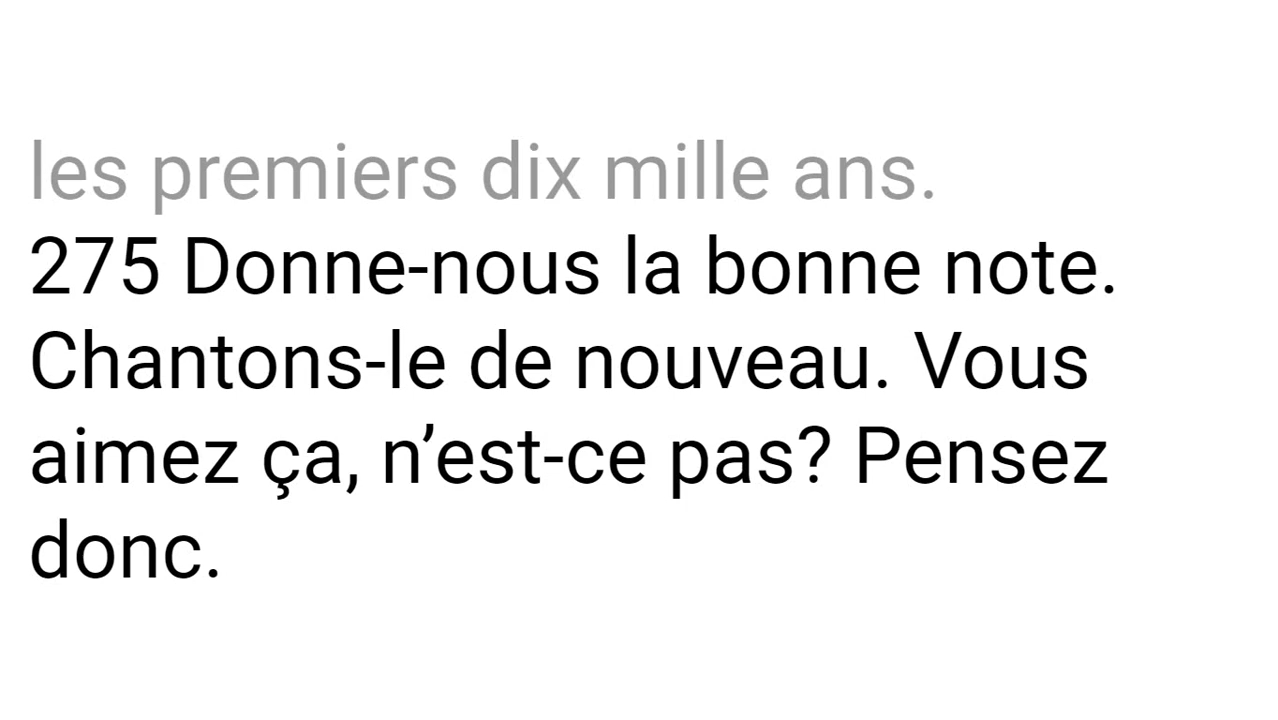 les premiers dix mille ans.
275 Donne-nous la bonne note.
Chantons-le de nouveau. Vous
aimez ça, n’est-ce pas? Pensez
donc.